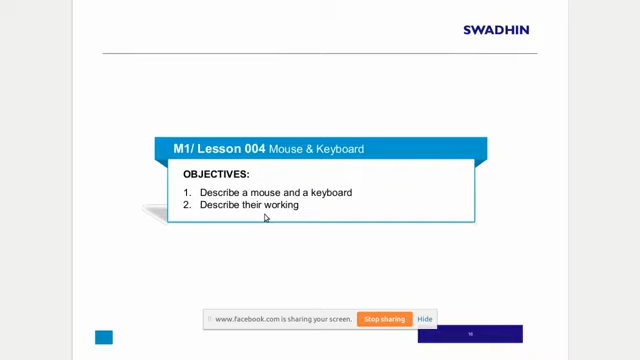 SWADHIN
M1/ Lesson 004 Mouse & Keyboard
OBJECTIVES:
1. Describe a mouse and a keyboard
2. Describe their working
www.facebook.com is sharing your screen. Stop sharing Hide